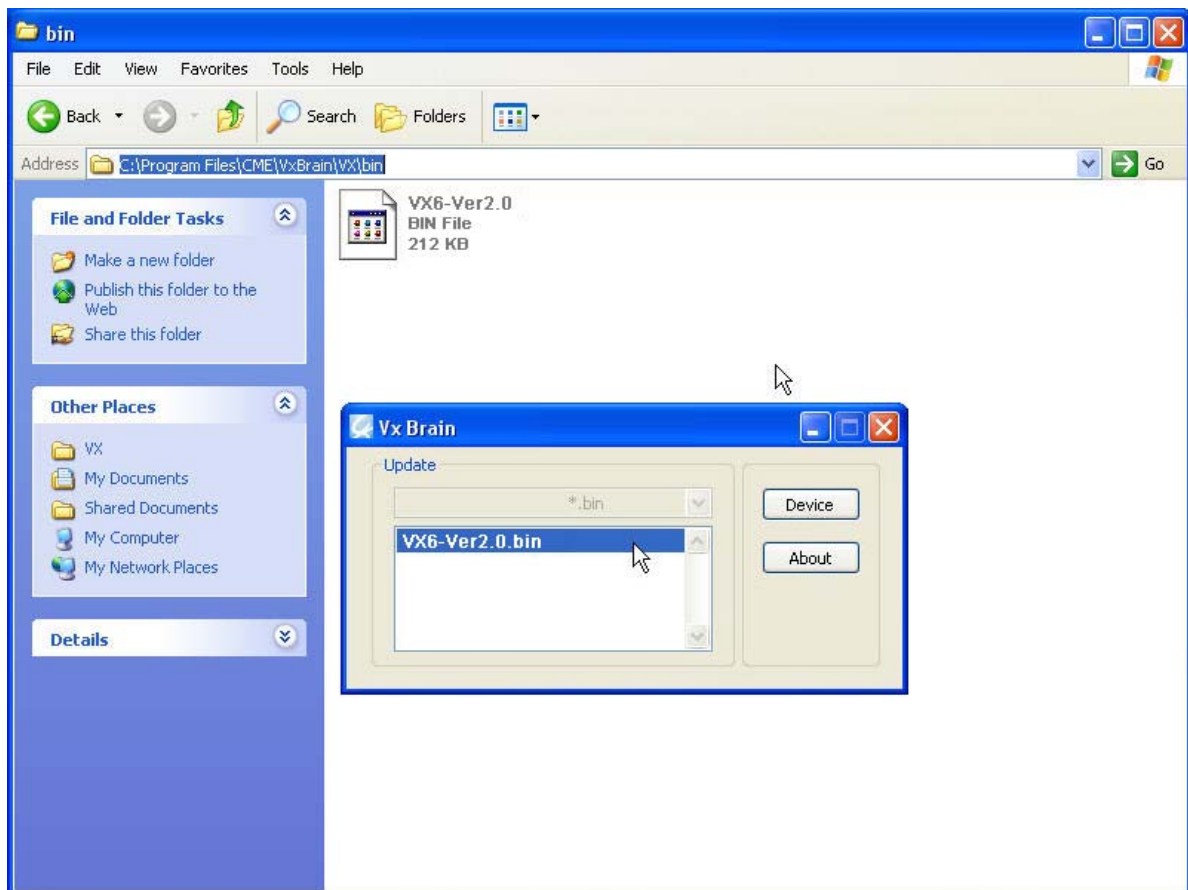 bin
File Edit View Favorites Tools Help
Back Search Folders
Address C:\Program Files\CME\VxBrain\VX\bin Go
File and Folder Tasks
Make a new folder
Publish this folder to the
Web
Share this folder
Other Places
VX
My Documents
Shared Documents
My Computer
My Network Places
Details
VX6-Ver2.0
BIN File
212 KB
Vx Brain
Update
*.bin
VX6-Ver2.0.bin
Device
About